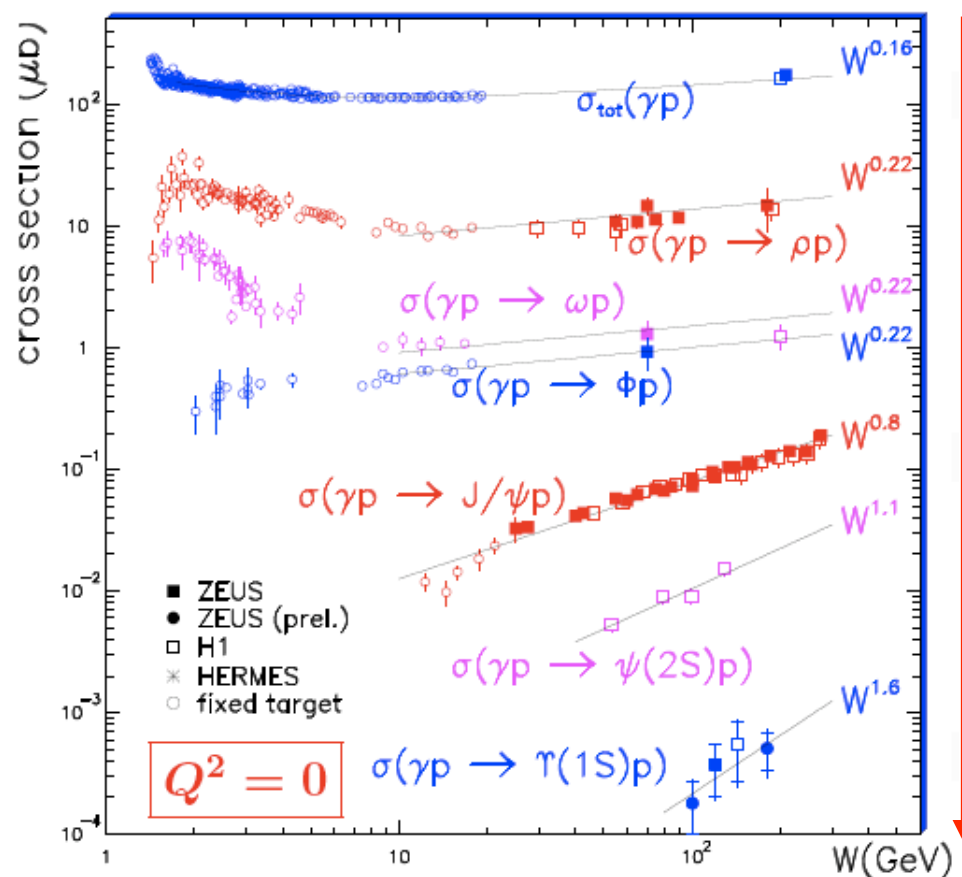 cross section (μb)
10²
10
1
10⁻¹
10⁻²
10⁻³
10⁻⁴
W^0.16
σtot(γp)
W^0.22
σ(γp → ρp)
σ(γp → ωp)
W^0.22
W^0.22
σ(γp → Φp)
W^0.8
σ(γp → J/ψp)
W^1.1
■ ZEUS
● ZEUS (prel.)
□ H1
✳ HERMES
○ fixed target
σ(γp → ψ(2S)p)
W^1.6
σ(γp → Υ(1S)p)
Q² = 0
1
10
10²
W(GeV)